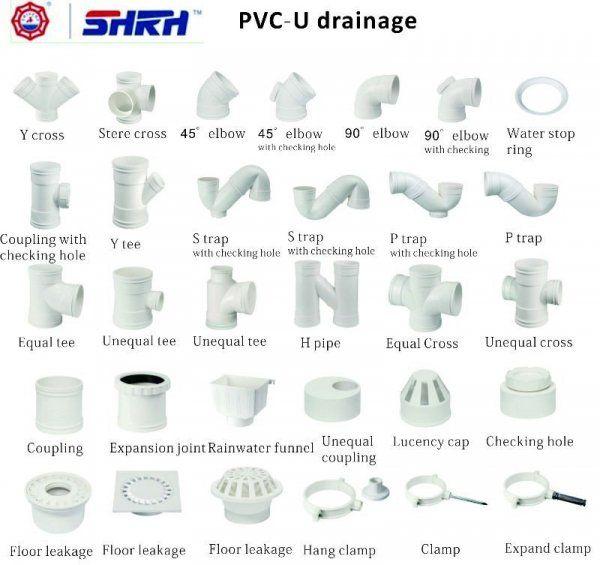 SHRH™ PVC-U drainage
Y cross Stere cross 45° elbow 45° elbow 90° elbow 90° elbow Water stop
with checking hole with checking ring
Coupling with Y tee S trap S trap P trap P trap
checking hole with checking hole with checking hole with checking hole
Equal tee Unequal tee Unequal tee H pipe Equal Cross Unequal cross
Coupling Expansion joint Rainwater funnel Unequal Lucency cap Checking hole
coupling
Floor leakage Floor leakage Floor leakage Hang clamp Clamp Expand clamp